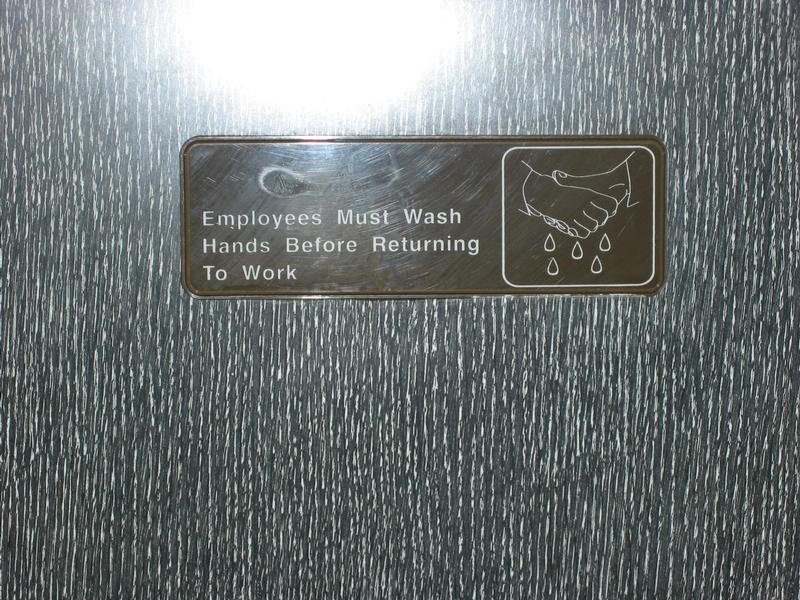 Employees Must Wash
Hands Before Returning
To Work